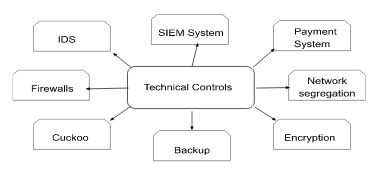 IDS
SIEM System
Payment
System
Firewalls
Technical Controls
Network
segregation
Cuckoo
Backup
Encryption